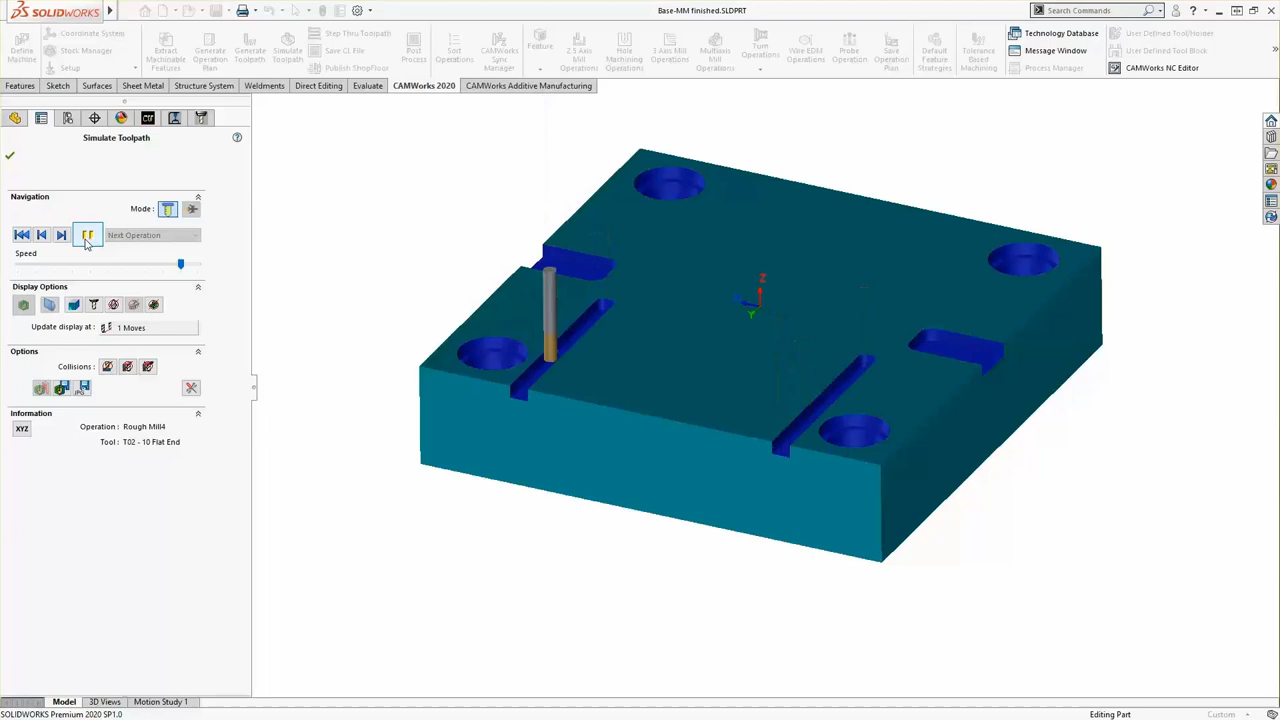 SOLIDWORKS
Base-MM finished.SLDPRT
Search Commands
Define Machine
Coordinate System
Stock Manager
Setup
Extract Machinable Features
Generate Operation Plan
Generate Toolpath
Simulate Toolpath
Step Thru Toolpath
Save CL File
Publish ShopFloor
Post Process
Sort Operations
CAMWorks Sync Manager
Feature
2.5 Axis Mill Operations
Hole Machining Operations
3 Axis Mill Operations
Multiaxis Mill Operations
Turn Operations
Wire EDM Operations
Probe Operation
Save Operation Plan
Default Feature Strategies
Tolerance Based Machining
Technology Database
Message Window
Process Manager
User Defined Tool/Holder
User Defined Tool Block
CAMWorks NC Editor
Features
Sketch
Surfaces
Sheet Metal
Structure System
Weldments
Direct Editing
Evaluate
CAMWorks 2020
CAMWorks Additive Manufacturing
Simulate Toolpath
Navigation
Mode :
Next Operation
Speed
Display Options
Update display at :
1 Moves
Options
Collisions :
Information
XYZ
Operation : Rough Mill4
Tool : T02 - 10 Flat End
Z
Y
Model
3D Views
Motion Study 1
SOLIDWORKS Premium 2020 SP1.0
Editing Part
Custom